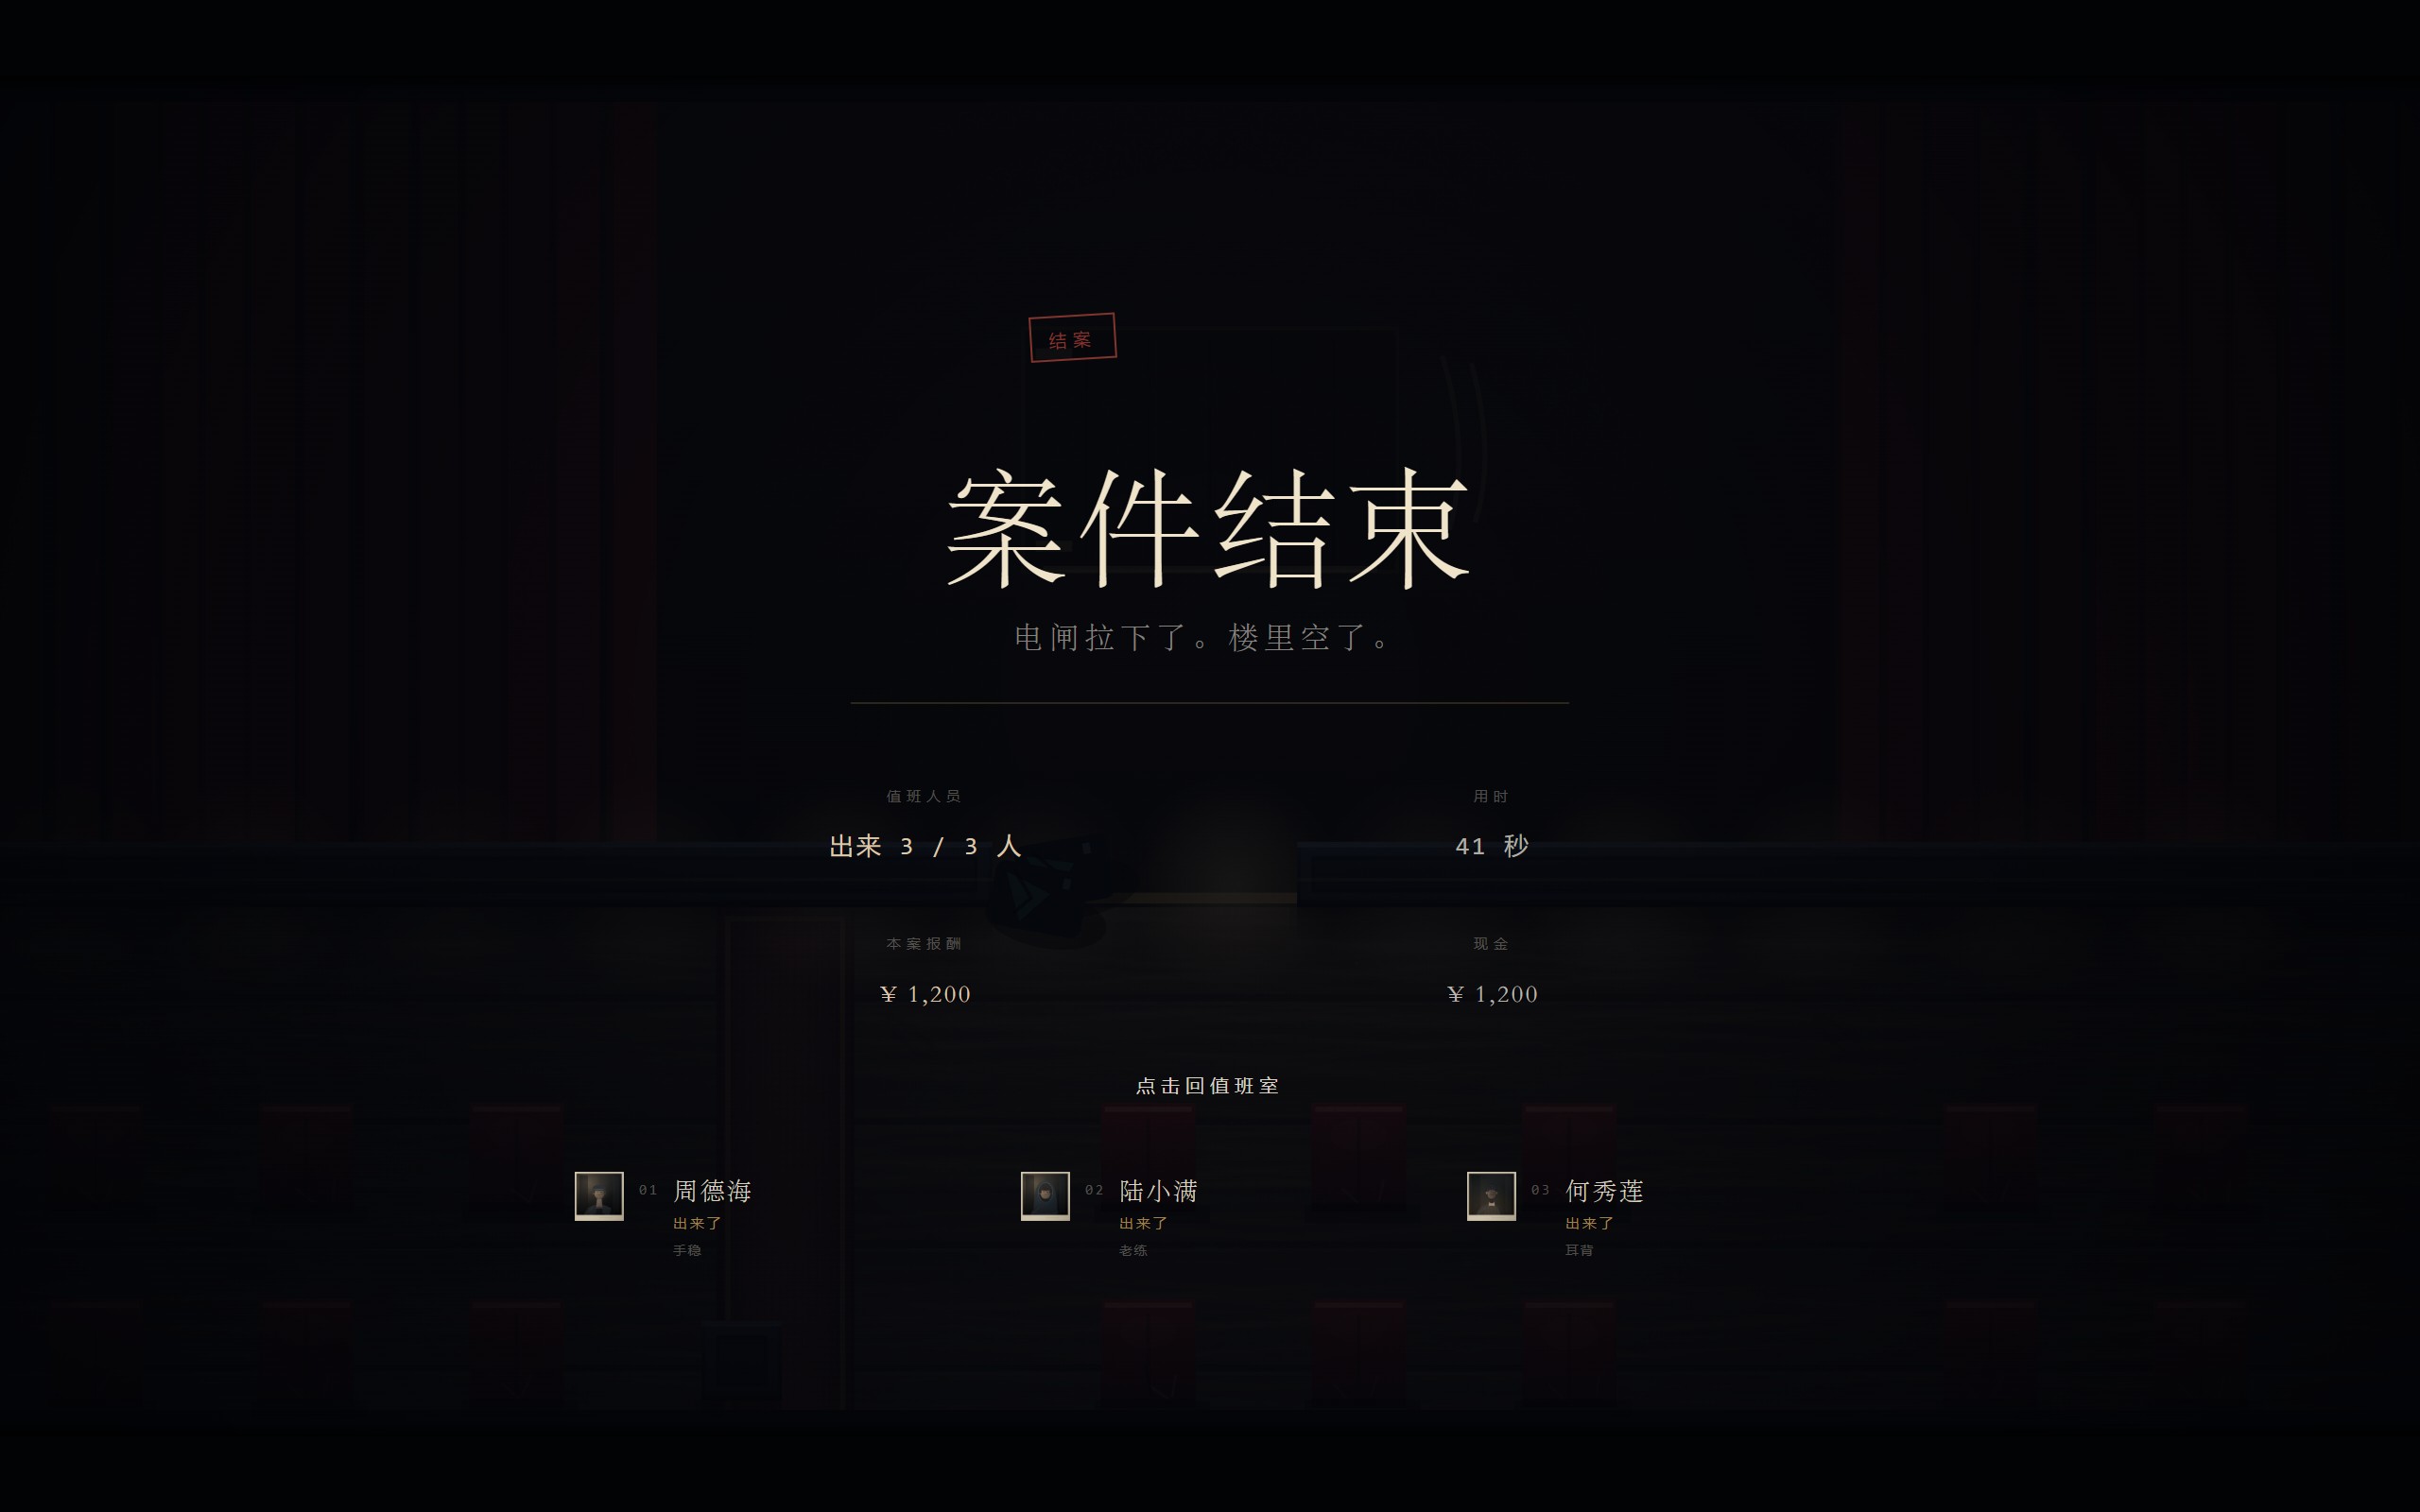 结案
案件结束
电闸拉下了。楼里空了。
值班人员 用时
出来 3 / 3 人 41 秒
本案报酬 现金
¥ 1,200 ¥ 1,200
点击回值班室
01 周德海 02 陆小满 03 何秀莲
出来了 出来了 出来了
手稳 老练 耳背